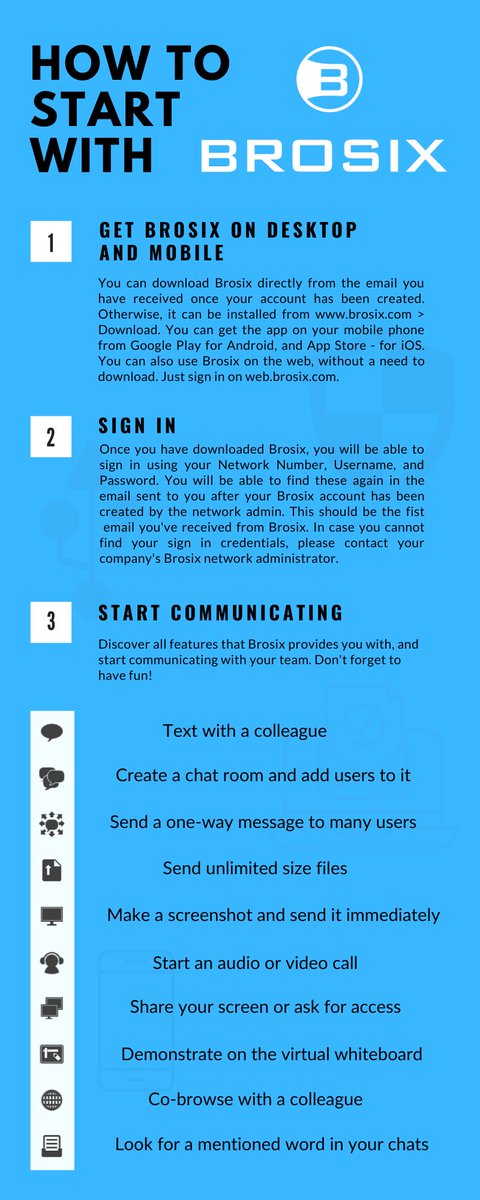 HOW TO
START
WITH
B
BROSIX
1
GET BROSIX ON DESKTOP
AND MOBILE
You can download Brosix directly from the email you
have received once your account has been created.
Otherwise, it can be installed from www.brosix.com >
Download. You can get the app on your mobile phone
from Google Play for Android, and App Store - for iOS.
You can also use Brosix on the web, without a need to
download. Just sign in on web.brosix.com.
2
SIGN IN
Once you have downloaded Brosix, you will be able to
sign in using your Network Number, Username, and
Password. You will be able to find these again in the
email sent to you after your Brosix account has been
created by the network admin. This should be the fist
email you've received from Brosix. In case you cannot
find your sign in credentials, please contact your
company's Brosix network administrator.
3
START COMMUNICATING
Discover all features that Brosix provides you with, and
start communicating with your team. Don't forget to
have fun!
Text with a colleague
Create a chat room and add users to it
Send a one-way message to many users
Send unlimited size files
Make a screenshot and send it immediately
Start an audio or video call
Share your screen or ask for access
Demonstrate on the virtual whiteboard
Co-browse with a colleague
Look for a mentioned word in your chats